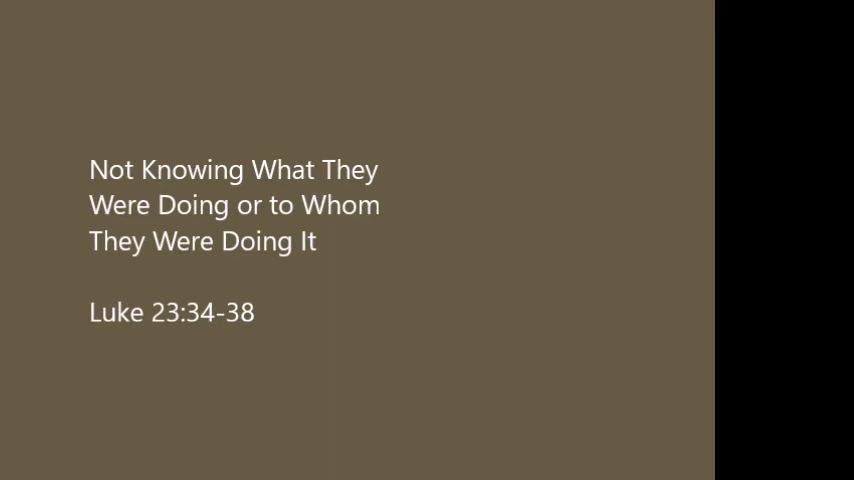 Not Knowing What They
Were Doing or to Whom
They Were Doing It
Luke 23:34-38